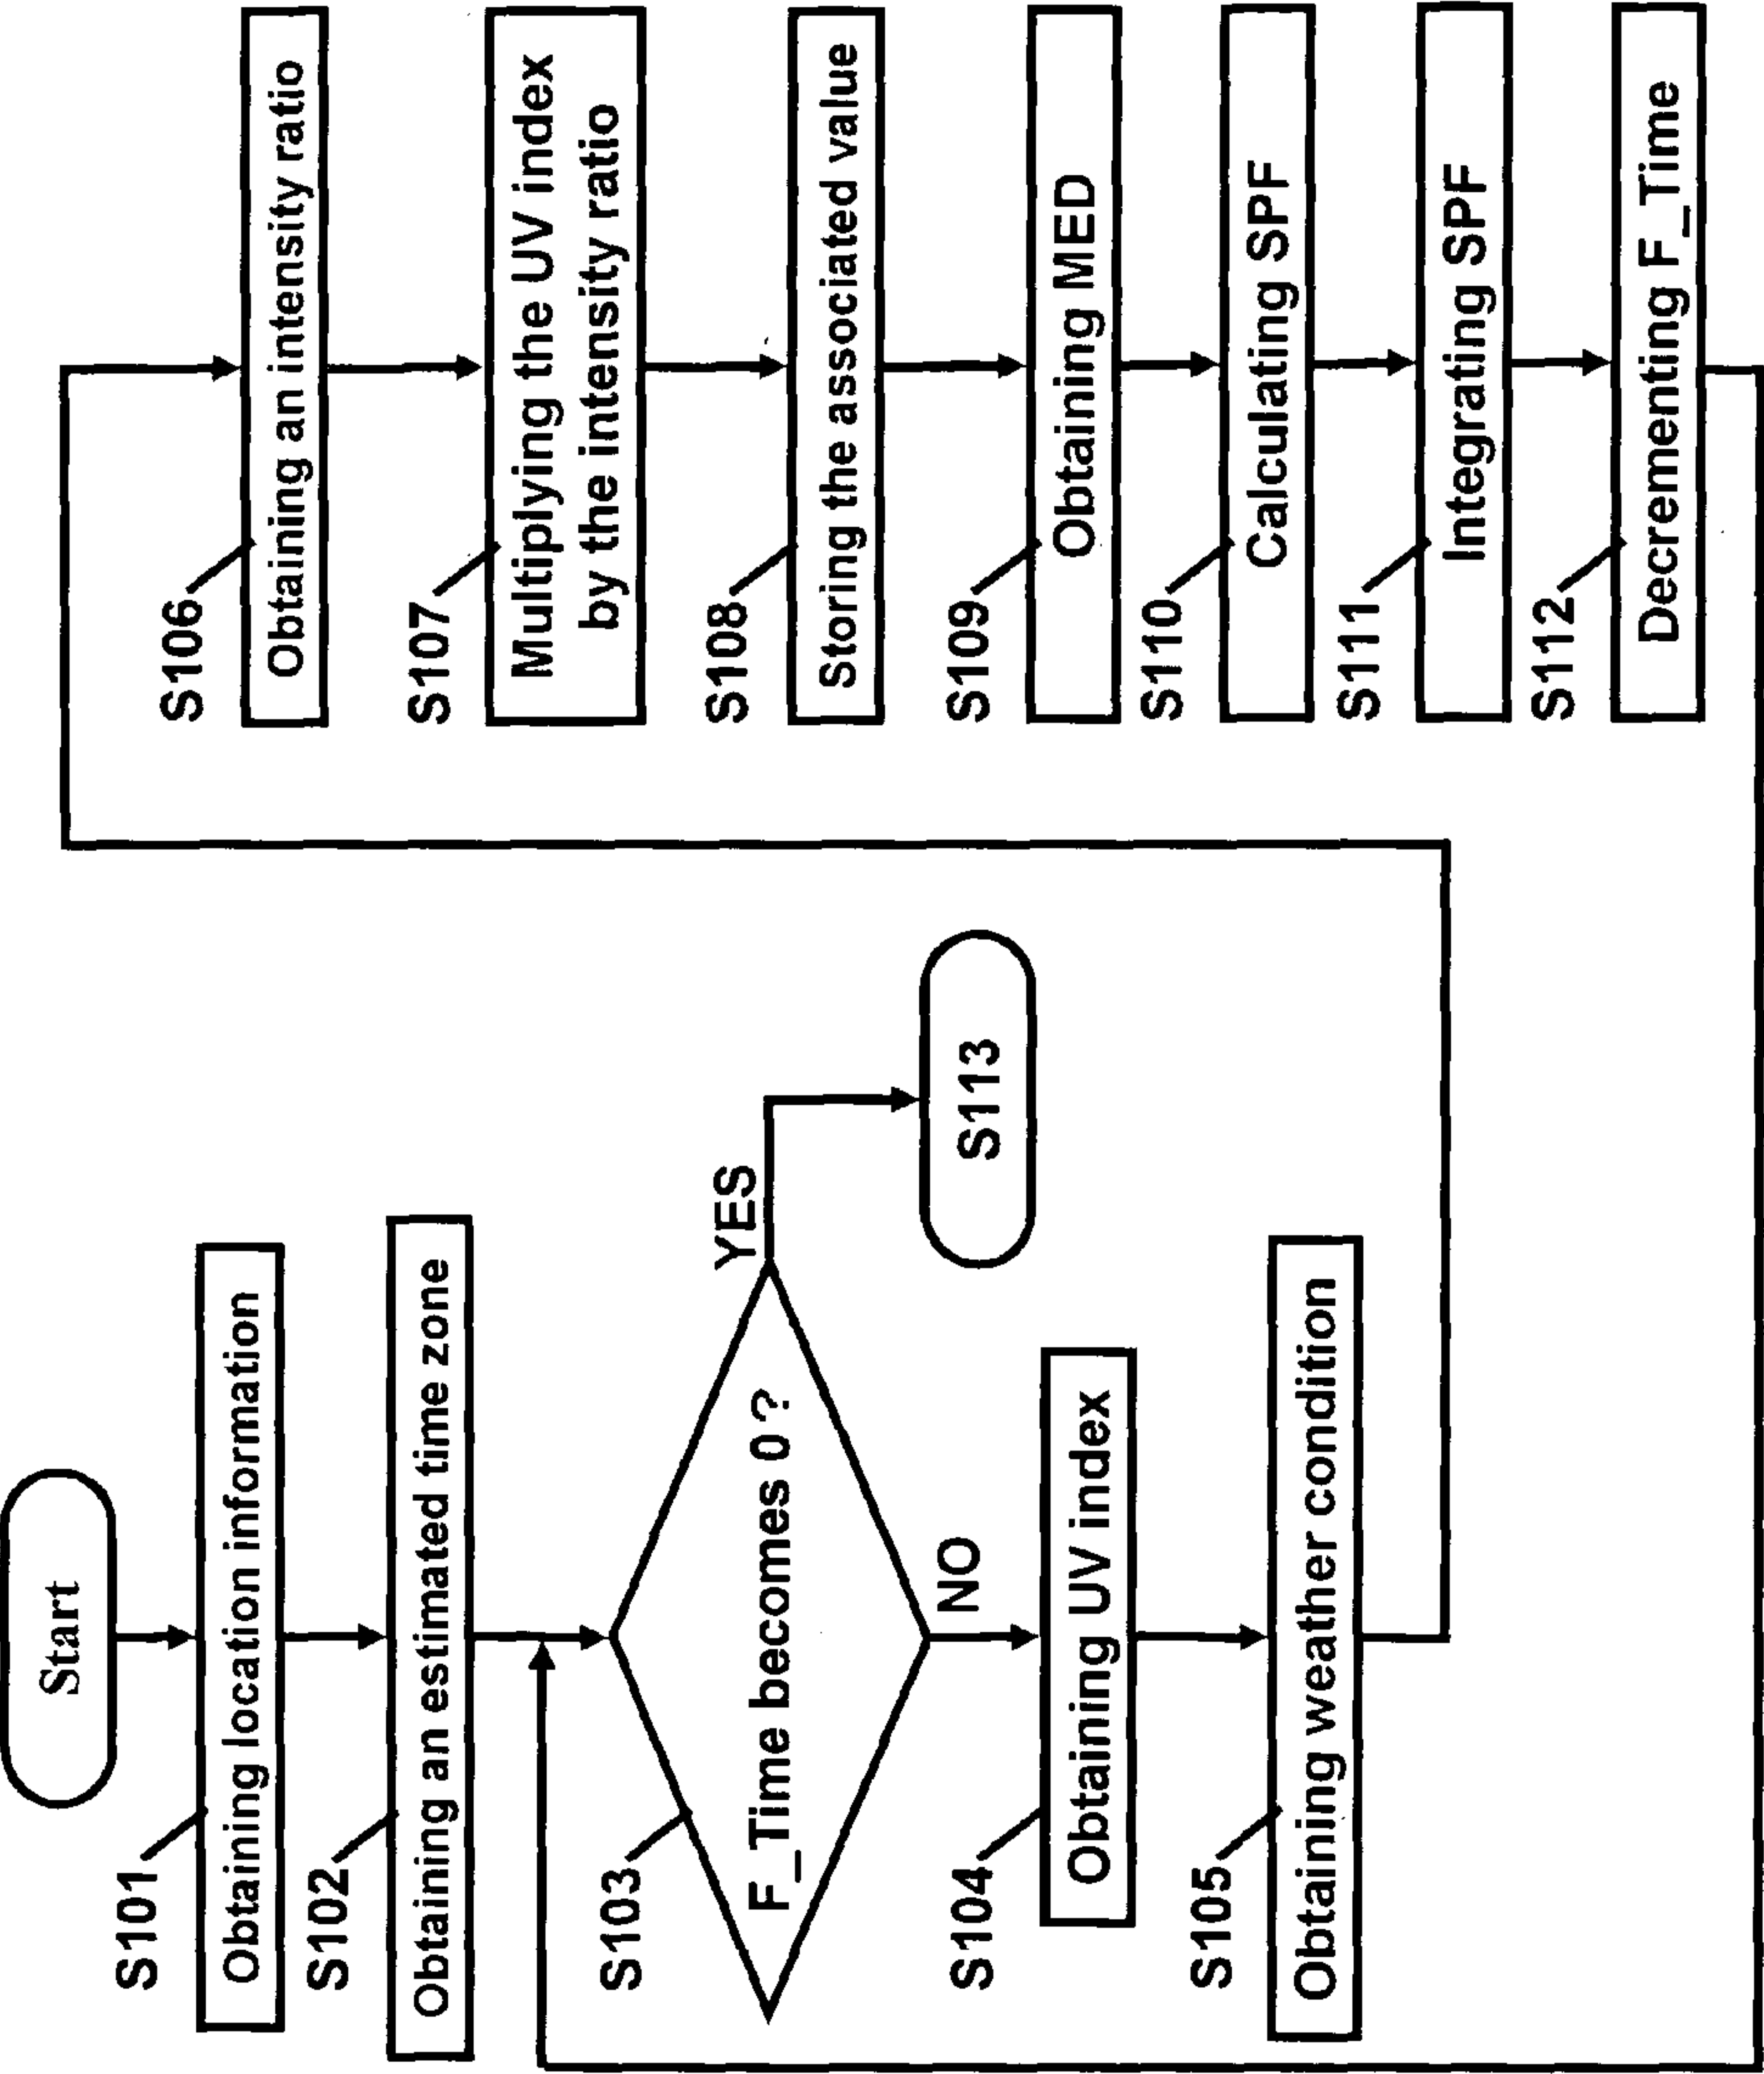 Start
S101
Obtaining location information
S102
Obtaining an estimated time zone
S103
F_Time becomes 0 ?
YES
S113
NO
S104
Obtaining UV index
S105
Obtaining weather condition
S106
Obtaining an intensity ratio
S107
Multiplying the UV index
by the intensity ratio
S108
Storing the associated value
S109
Obtaining MED
S110
Calculating SPF
S111
Integrating SPF
S112
Decrementing F_Time